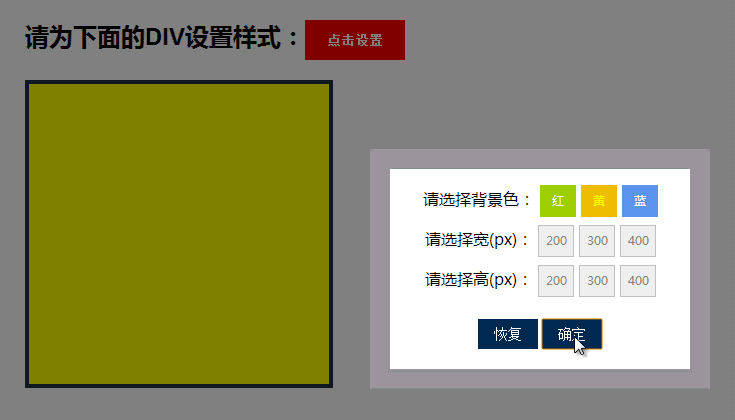 请为下面的DIV设置样式：
点击设置
请选择背景色： 红 黄 蓝
请选择宽(px)： 200 300 400
请选择高(px)： 200 300 400
恢复 确定